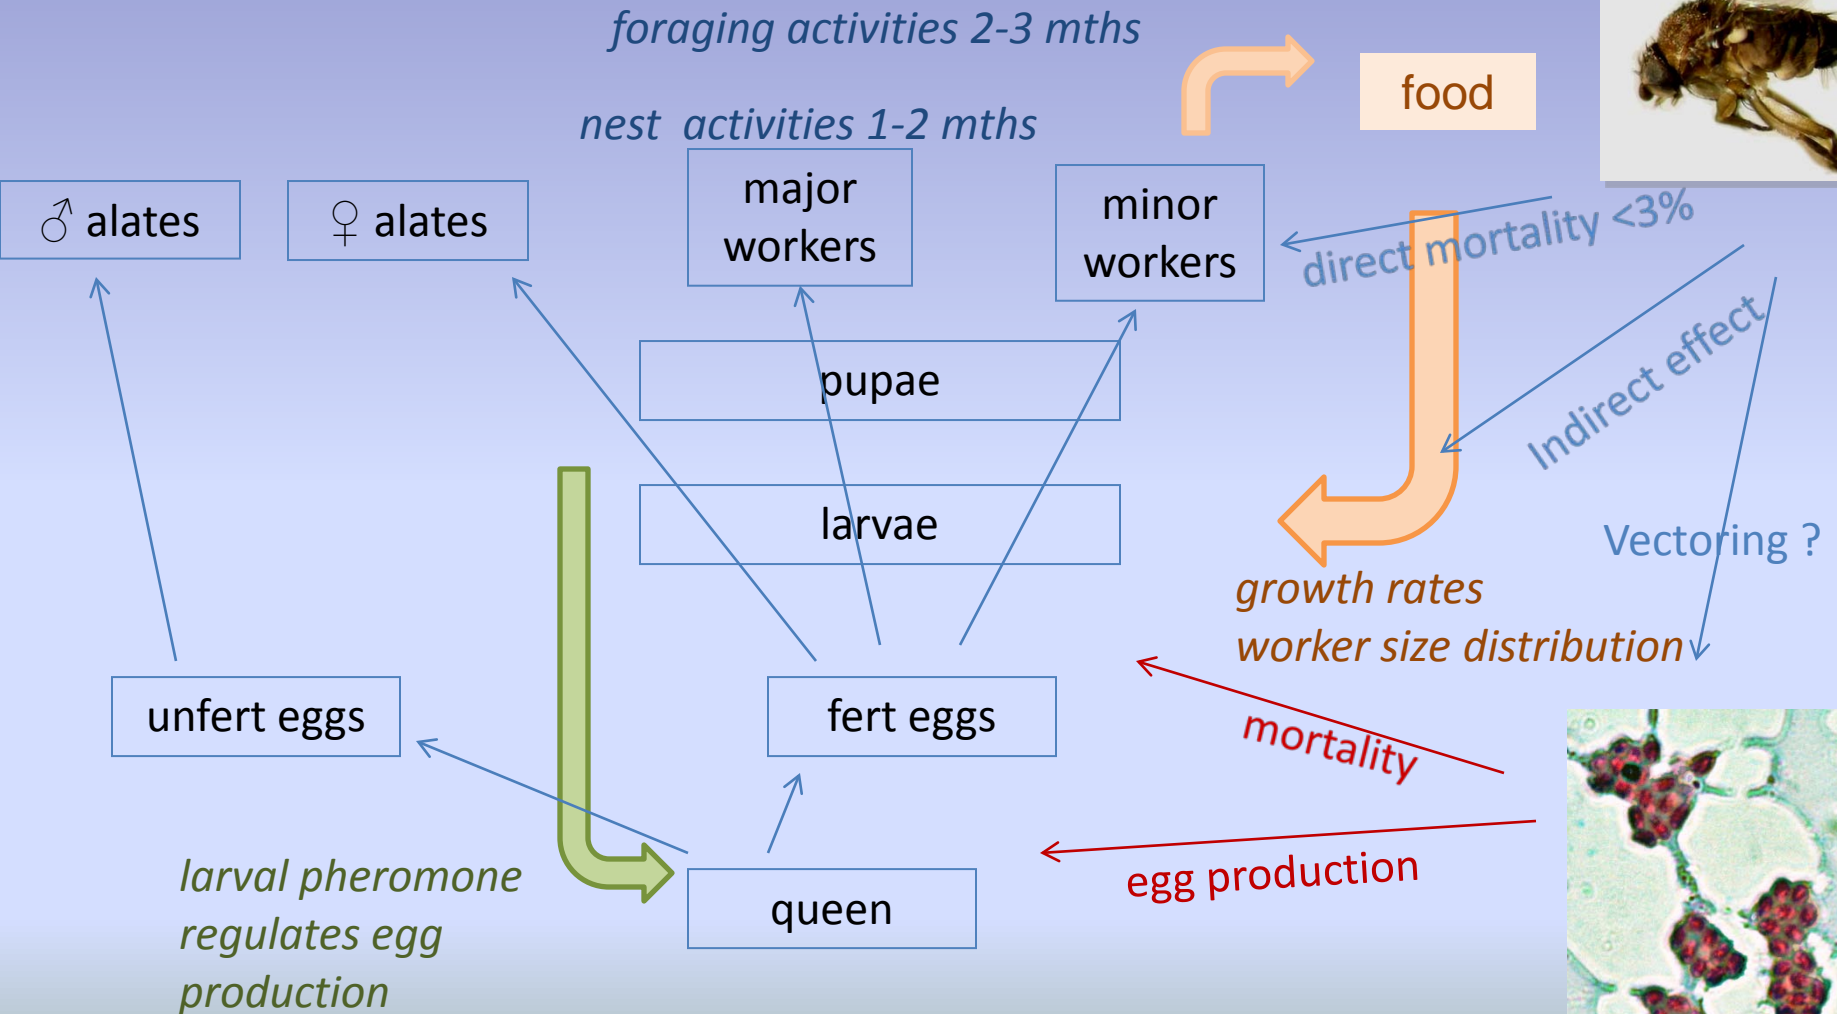 foraging activities 2-3 mths
food
nest activities 1-2 mths
♂ alates
♀ alates
major
workers
minor
workers
direct mortality <3%
pupae
Indirect effect
larvae
Vectoring ?
growth rates
worker size distribution
unfert eggs
fert eggs
mortality
egg production
larval pheromone
regulates egg
production
queen